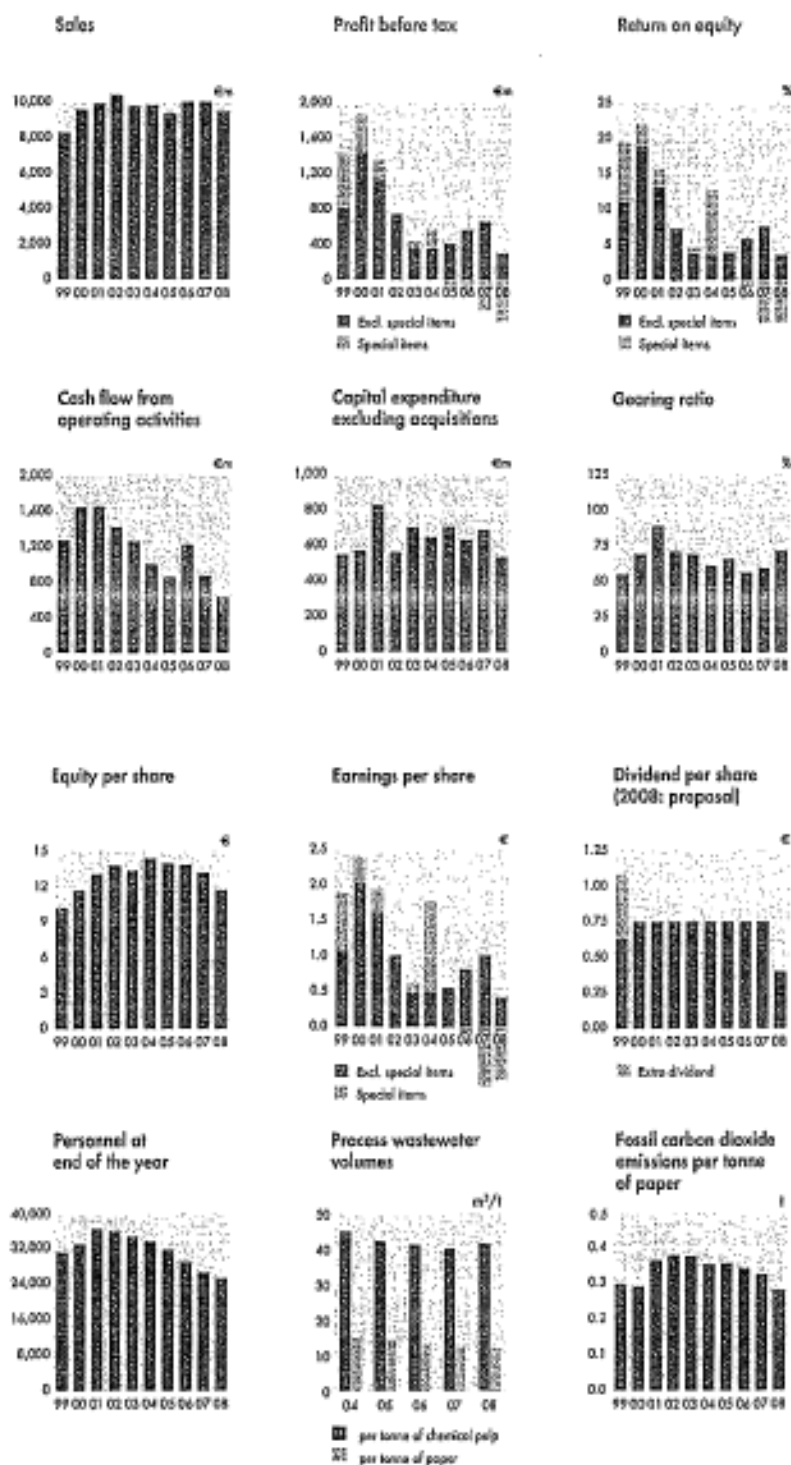 Sales
€m
10,000
8,000
6,000
4,000
2,000
0
99 00 01 02 03 04 05 06 07 08
Profit before tax
€m
2,000
1,600
1,200
800
400
0
99 00 01 02 03 04 05 06 07 08
Excl. special items
Special items
Return on equity
%
25
20
15
10
5
0
99 00 01 02 03 04 05 06 07 08
Excl. special items
Special items
Cash flow from
operating activities
€m
2,000
1,600
1,200
800
400
0
99 00 01 02 03 04 05 06 07 08
Capital expenditure
excluding acquisitions
€m
1,000
800
600
400
200
0
99 00 01 02 03 04 05 06 07 08
Gearing ratio
%
125
100
75
50
25
0
99 00 01 02 03 04 05 06 07 08
Equity per share
€
15
12
9
6
3
0
99 00 01 02 03 04 05 06 07 08
Earnings per share
€
2.5
2.0
1.5
1.0
0.5
0.0
99 00 01 02 03 04 05 06 07 08
Excl. special items
Special items
Dividend per share
(2008: proposal)
€
1.25
1.00
0.75
0.50
0.25
0.00
99 00 01 02 03 04 05 06 07 08
Extra dividend
Personnel at
end of the year
40,000
32,000
24,000
16,000
8,000
0
99 00 01 02 03 04 05 06 07 08
Process wastewater
volumes
m³/t
50
40
30
20
10
0
04 05 06 07 08
per tonne of chemical pulp
per tonne of paper
Fossil carbon dioxide
emissions per tonne
of paper
t
0.5
0.4
0.3
0.2
0.1
0.0
99 00 01 02 03 04 05 06 07 08